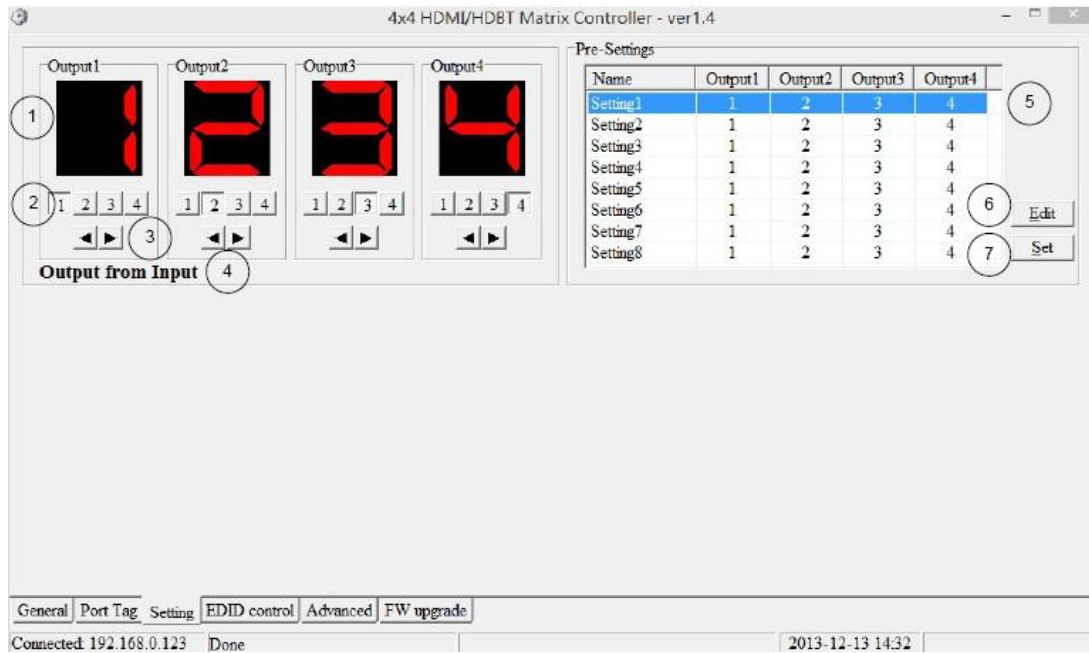 4x4 HDMI/HDBT Matrix Controller - ver1.4
Output1 Output2 Output3 Output4
1 2 3 4
1 2 3 4 1 2 3 4 1 2 3 4 1 2 3 4
Output from Input
Pre-Settings
Name Output1 Output2 Output3 Output4
Setting1 1 2 3 4
Setting2 1 2 3 4
Setting3 1 2 3 4
Setting4 1 2 3 4
Setting5 1 2 3 4
Setting6 1 2 3 4
Setting7 1 2 3 4
Setting8 1 2 3 4
Edit
Set
1
2
3
4
5
6
7
General Port Tag Setting EDID control Advanced FW upgrade
Connected: 192.168.0.123 Done 2013-12-13 14:32